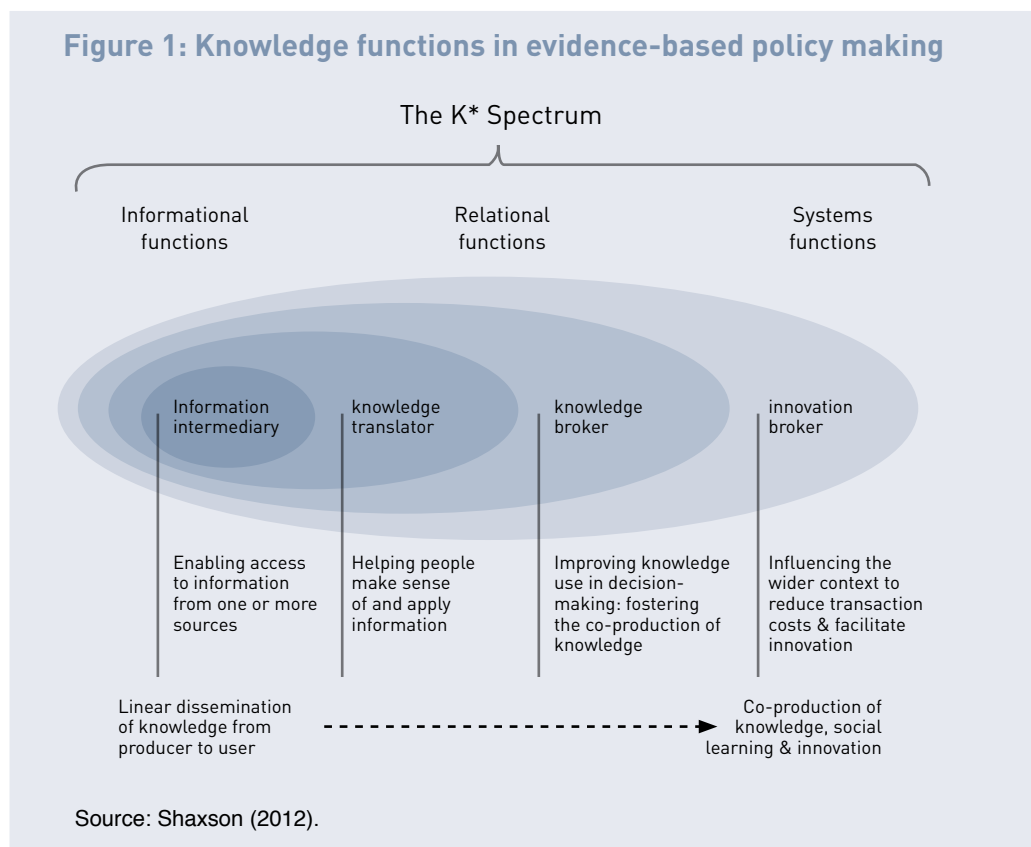 Figure 1: Knowledge functions in evidence-based policy making
The K* Spectrum
Informational
functions
Relational
functions
Systems
functions
Information
intermediary
knowledge
translator
knowledge
broker
innovation
broker
Enabling access
to information
from one or more
sources
Helping people
make sense
of and apply
information
Improving knowledge
use in decision-
making: fostering
the co-production of
knowledge
Influencing the
wider context to
reduce transaction
costs & facilitate
innovation
Linear dissemination
of knowledge from
producer to user
Co-production of
knowledge, social
learning & innovation
Source: Shaxson (2012).